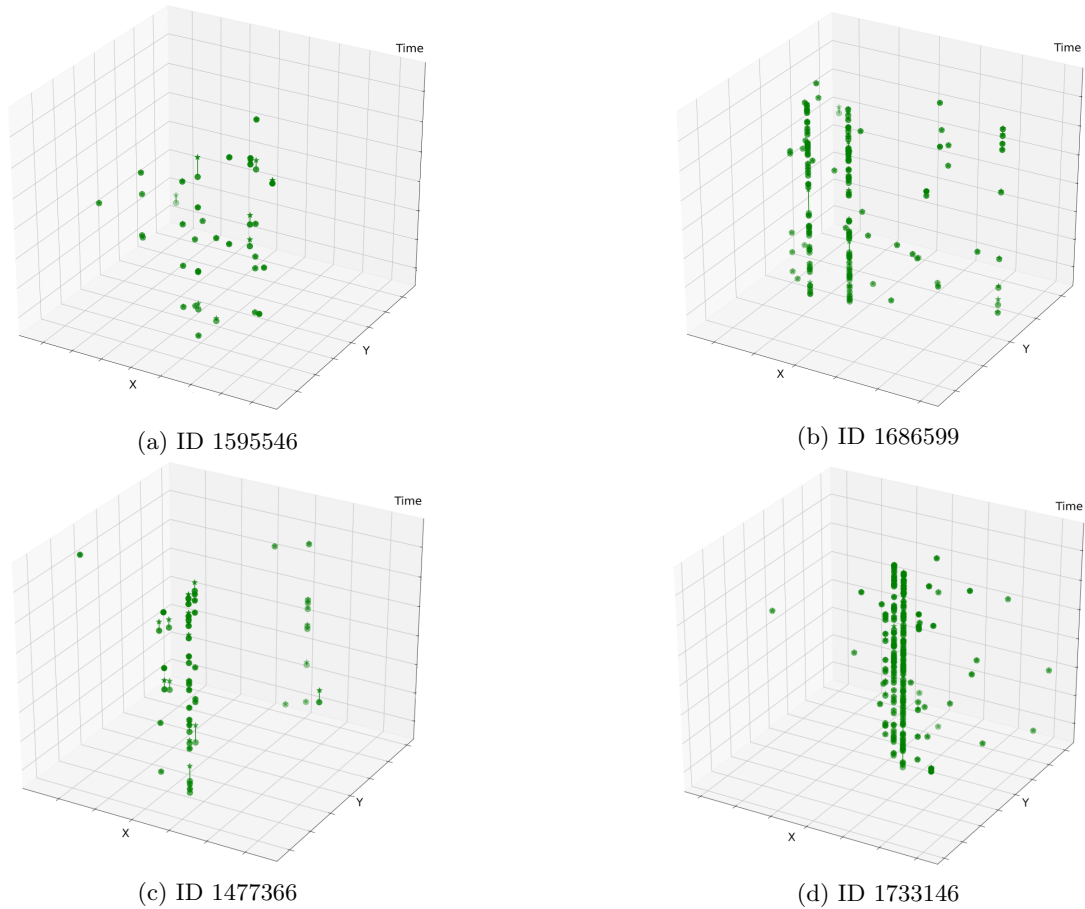 Time
Y
X
(a) ID 1595546
Time
Y
X
(b) ID 1686599
Time
Y
X
(c) ID 1477366
Time
Y
X
(d) ID 1733146